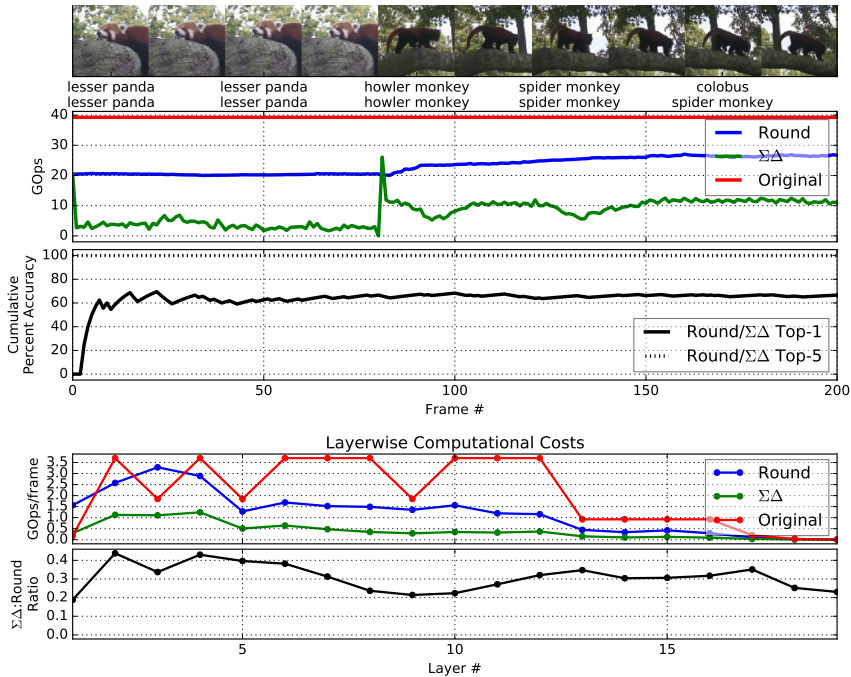 lesser panda lesser panda howler monkey spider monkey colobus
lesser panda lesser panda howler monkey spider monkey spider monkey
40
30
20
10
0
GOps
Round
ΣΔ
Original
100
80
60
40
20
0
Cumulative
Percent Accuracy
Round/ΣΔ Top-1
Round/ΣΔ Top-5
0 50 100 150 200
Frame #
Layerwise Computational Costs
3.5
3.0
2.5
2.0
1.5
1.0
0.5
0.0
GOps/frame
Round
ΣΔ
Original
0.4
0.3
0.2
0.1
0.0
ΣΔ:Round
Ratio
5 10 15
Layer #